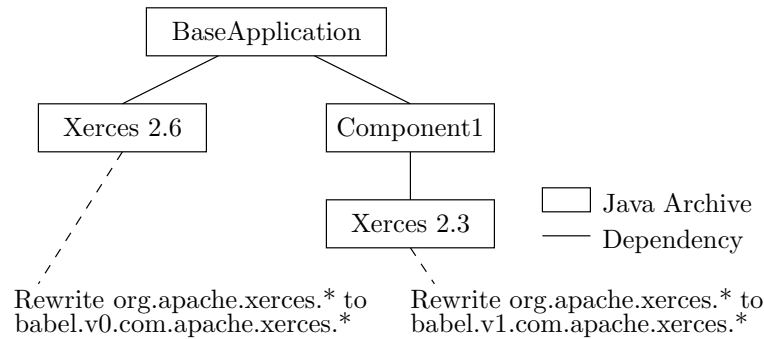 BaseApplication
Xerces 2.6
Component1
Xerces 2.3
Java Archive
Dependency
Rewrite org.apache.xerces.* to
babel.v0.com.apache.xerces.*
Rewrite org.apache.xerces.* to
babel.v1.com.apache.xerces.*